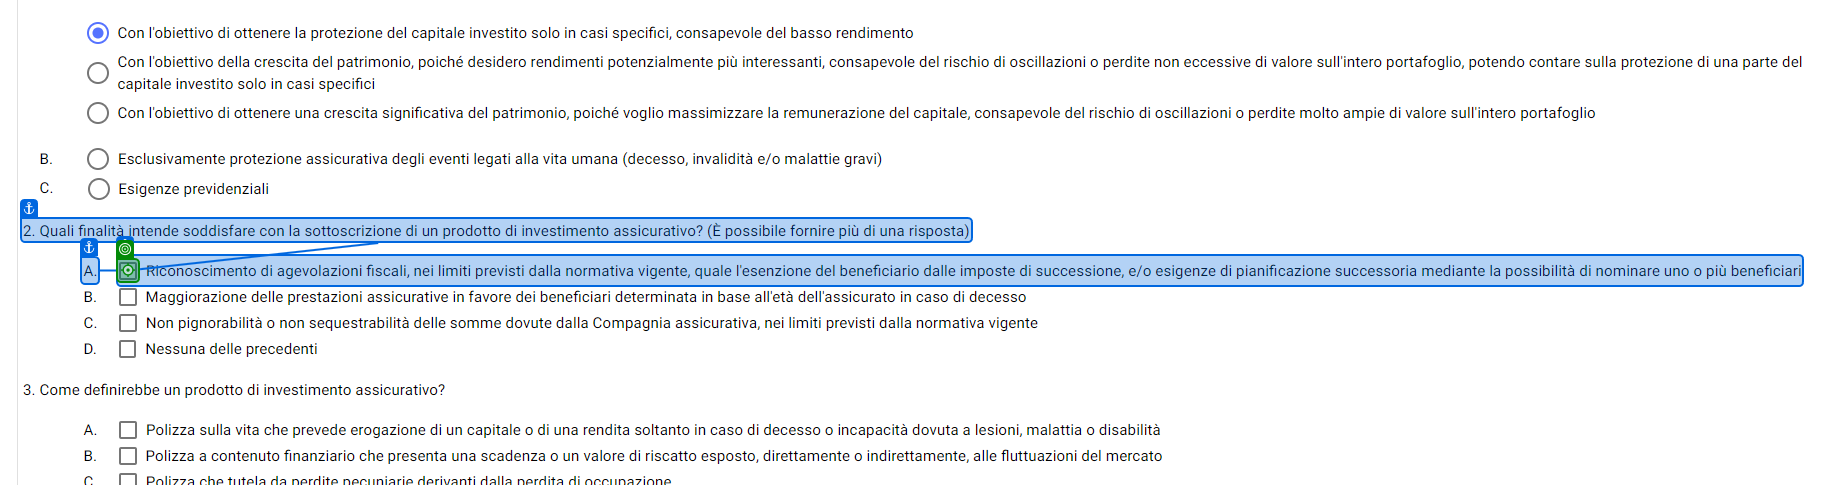 Con l'obiettivo di ottenere la protezione del capitale investito solo in casi specifici, consapevole del basso rendimento
Con l'obiettivo della crescita del patrimonio, poiché desidero rendimenti potenzialmente più interessanti, consapevole del rischio di oscillazioni o perdite non eccessive di valore sull'intero portafoglio, potendo contare sulla protezione di una parte del
capitale investito solo in casi specifici
Con l'obiettivo di ottenere una crescita significativa del patrimonio, poiché voglio massimizzare la remunerazione del capitale, consapevole del rischio di oscillazioni o perdite molto ampie di valore sull'intero portafoglio
B. Esclusivamente protezione assicurativa degli eventi legati alla vita umana (decesso, invalidità e/o malattie gravi)
C. Esigenze previdenziali
2. Quali finalità intende soddisfare con la sottoscrizione di un prodotto di investimento assicurativo? (È possibile fornire più di una risposta)
A. Riconoscimento di agevolazioni fiscali, nei limiti previsti dalla normativa vigente, quale l'esenzione del beneficiario dalle imposte di successione, e/o esigenze di pianificazione successoria mediante la possibilità di nominare uno o più beneficiari
B. Maggiorazione delle prestazioni assicurative in favore dei beneficiari determinata in base all'età dell'assicurato in caso di decesso
C. Non pignorabilità o non sequestrabilità delle somme dovute dalla Compagnia assicurativa, nei limiti previsti dalla normativa vigente
D. Nessuna delle precedenti
3. Come definirebbe un prodotto di investimento assicurativo?
A. Polizza sulla vita che prevede erogazione di un capitale o di una rendita soltanto in caso di decesso o incapacità dovuta a lesioni, malattia o disabilità
B. Polizza a contenuto finanziario che presenta una scadenza o un valore di riscatto esposto, direttamente o indirettamente, alle fluttuazioni del mercato
C. Polizza che tutela da perdite pecuniarie derivanti dalla perdita di occupazione